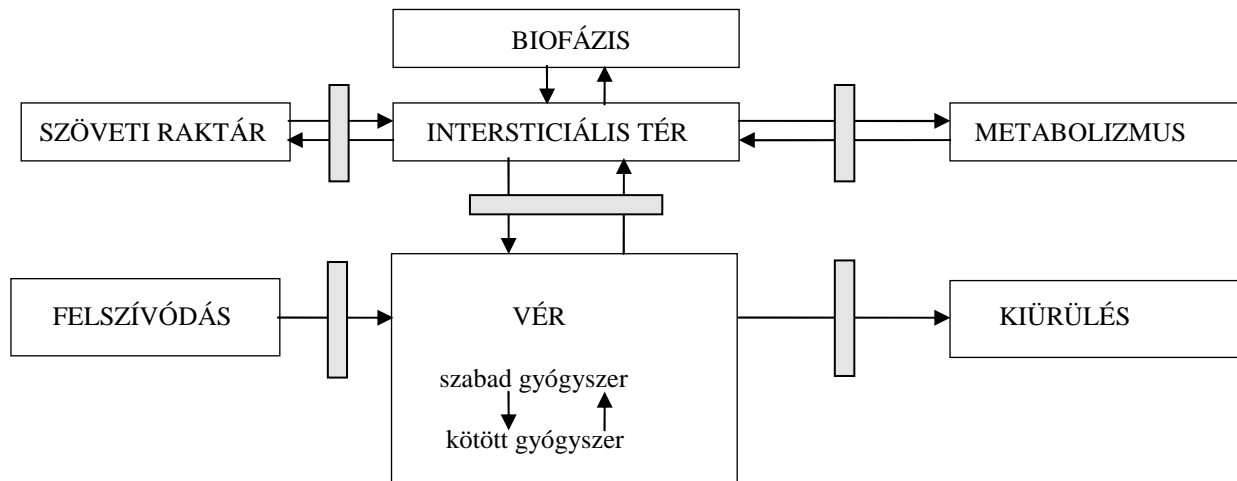 BIOFÁZIS
SZÖVETI RAKTÁR
INTERSTICIÁLIS TÉR
METABOLIZMUS
FELSZÍVÓDÁS
VÉR
KIÜRÜLÉS
szabad gyógyszer
kötött gyógyszer